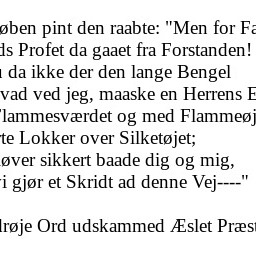 øben pint den raabte: "Men for Fa
ds Profet da gaaet fra Forstanden!
u da ikke der den lange Bengel
vad ved jeg, maaske en Herrens E
Flammesværdet og med Flammeøj
rte Lokker over Silketøjet;
øver sikkert baade dig og mig,
vi gjør et Skridt ad denne Vej----"
drøje Ord udskammed Æslet Præst